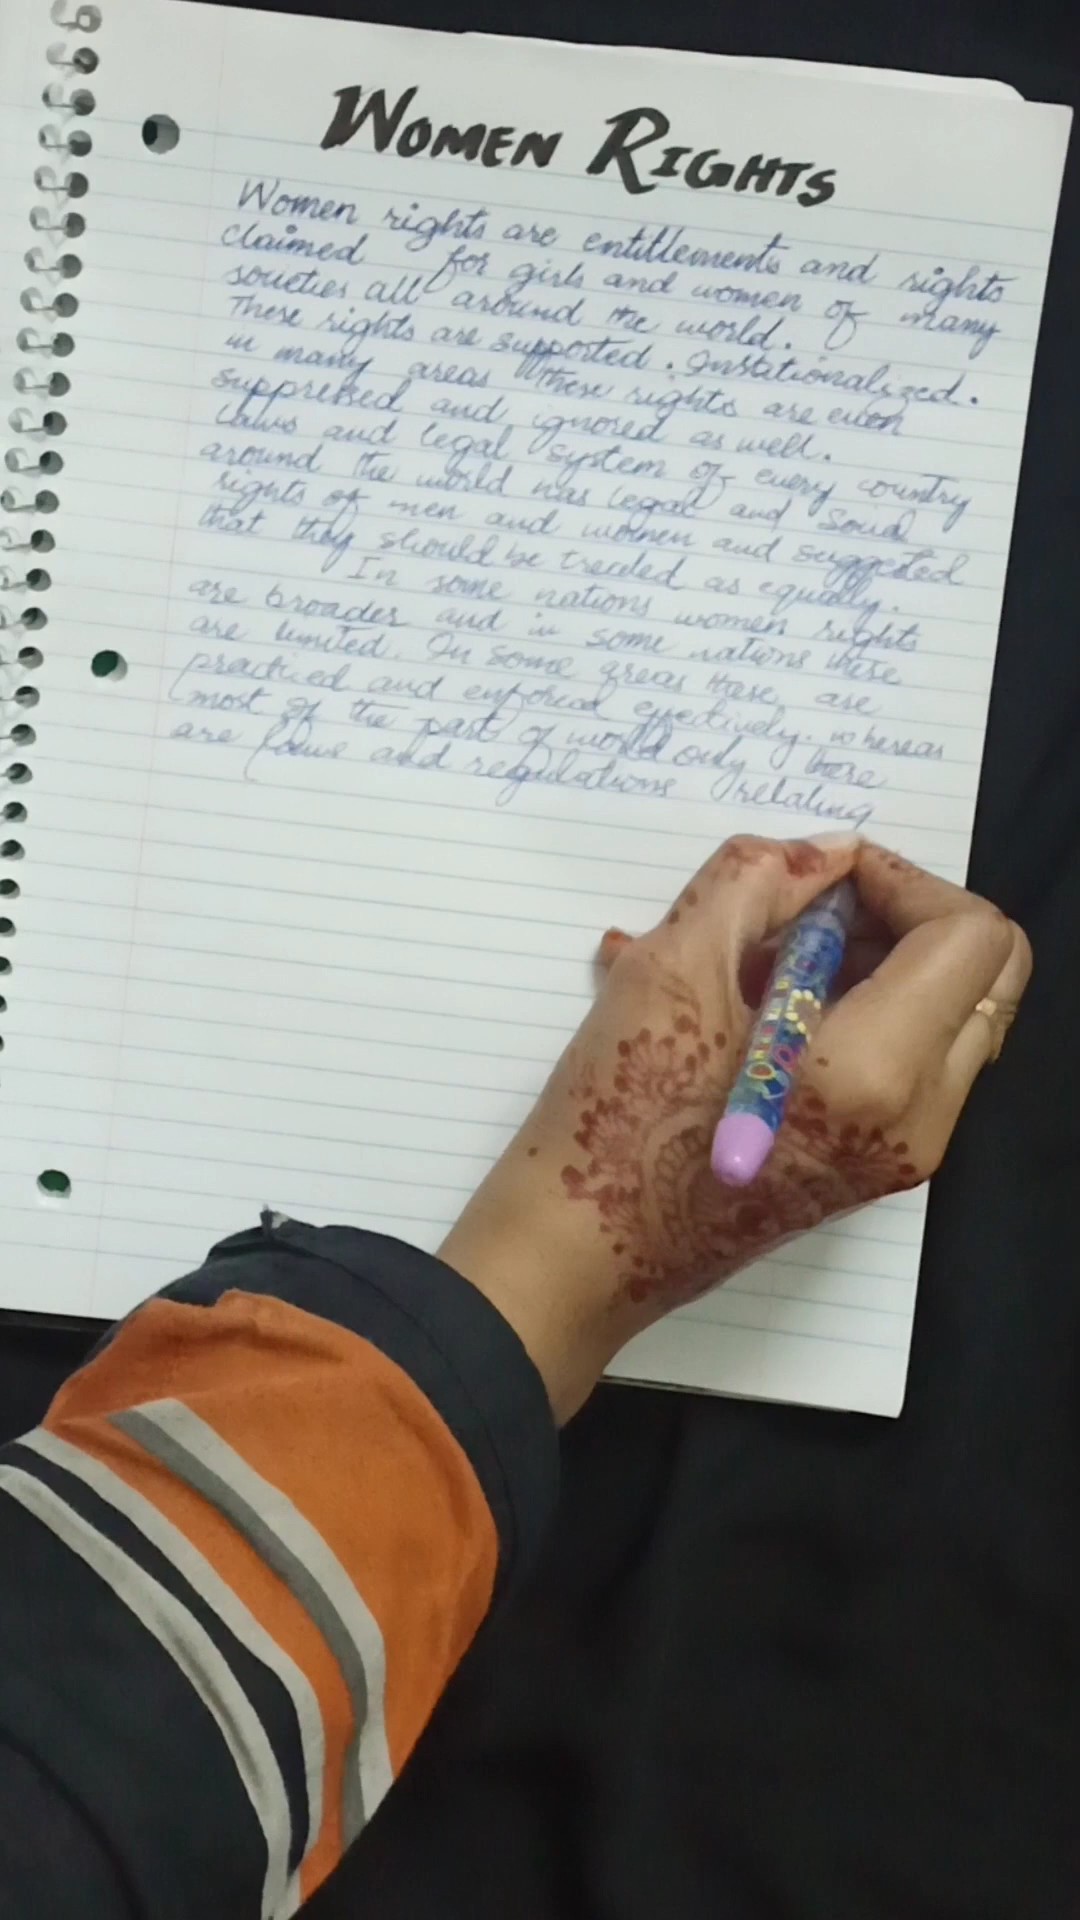 WOMEN RIGHTS
Women rights are entitlements and rights
claimed for girls and women of many
societies all around the world.
These rights are supported. Instationalized.
in many areas these rights are even
suppressed and ignored as well.
Laws and legal system of every country
around the world has legal and Social
rights of men and women and suggested
that they should be treated as equally.
In some nations women rights
are broader and in some nations these
are limited. In some areas these are
practiced and enforced effectively. whereas
most of the part of world only there
are laws and regulations relating